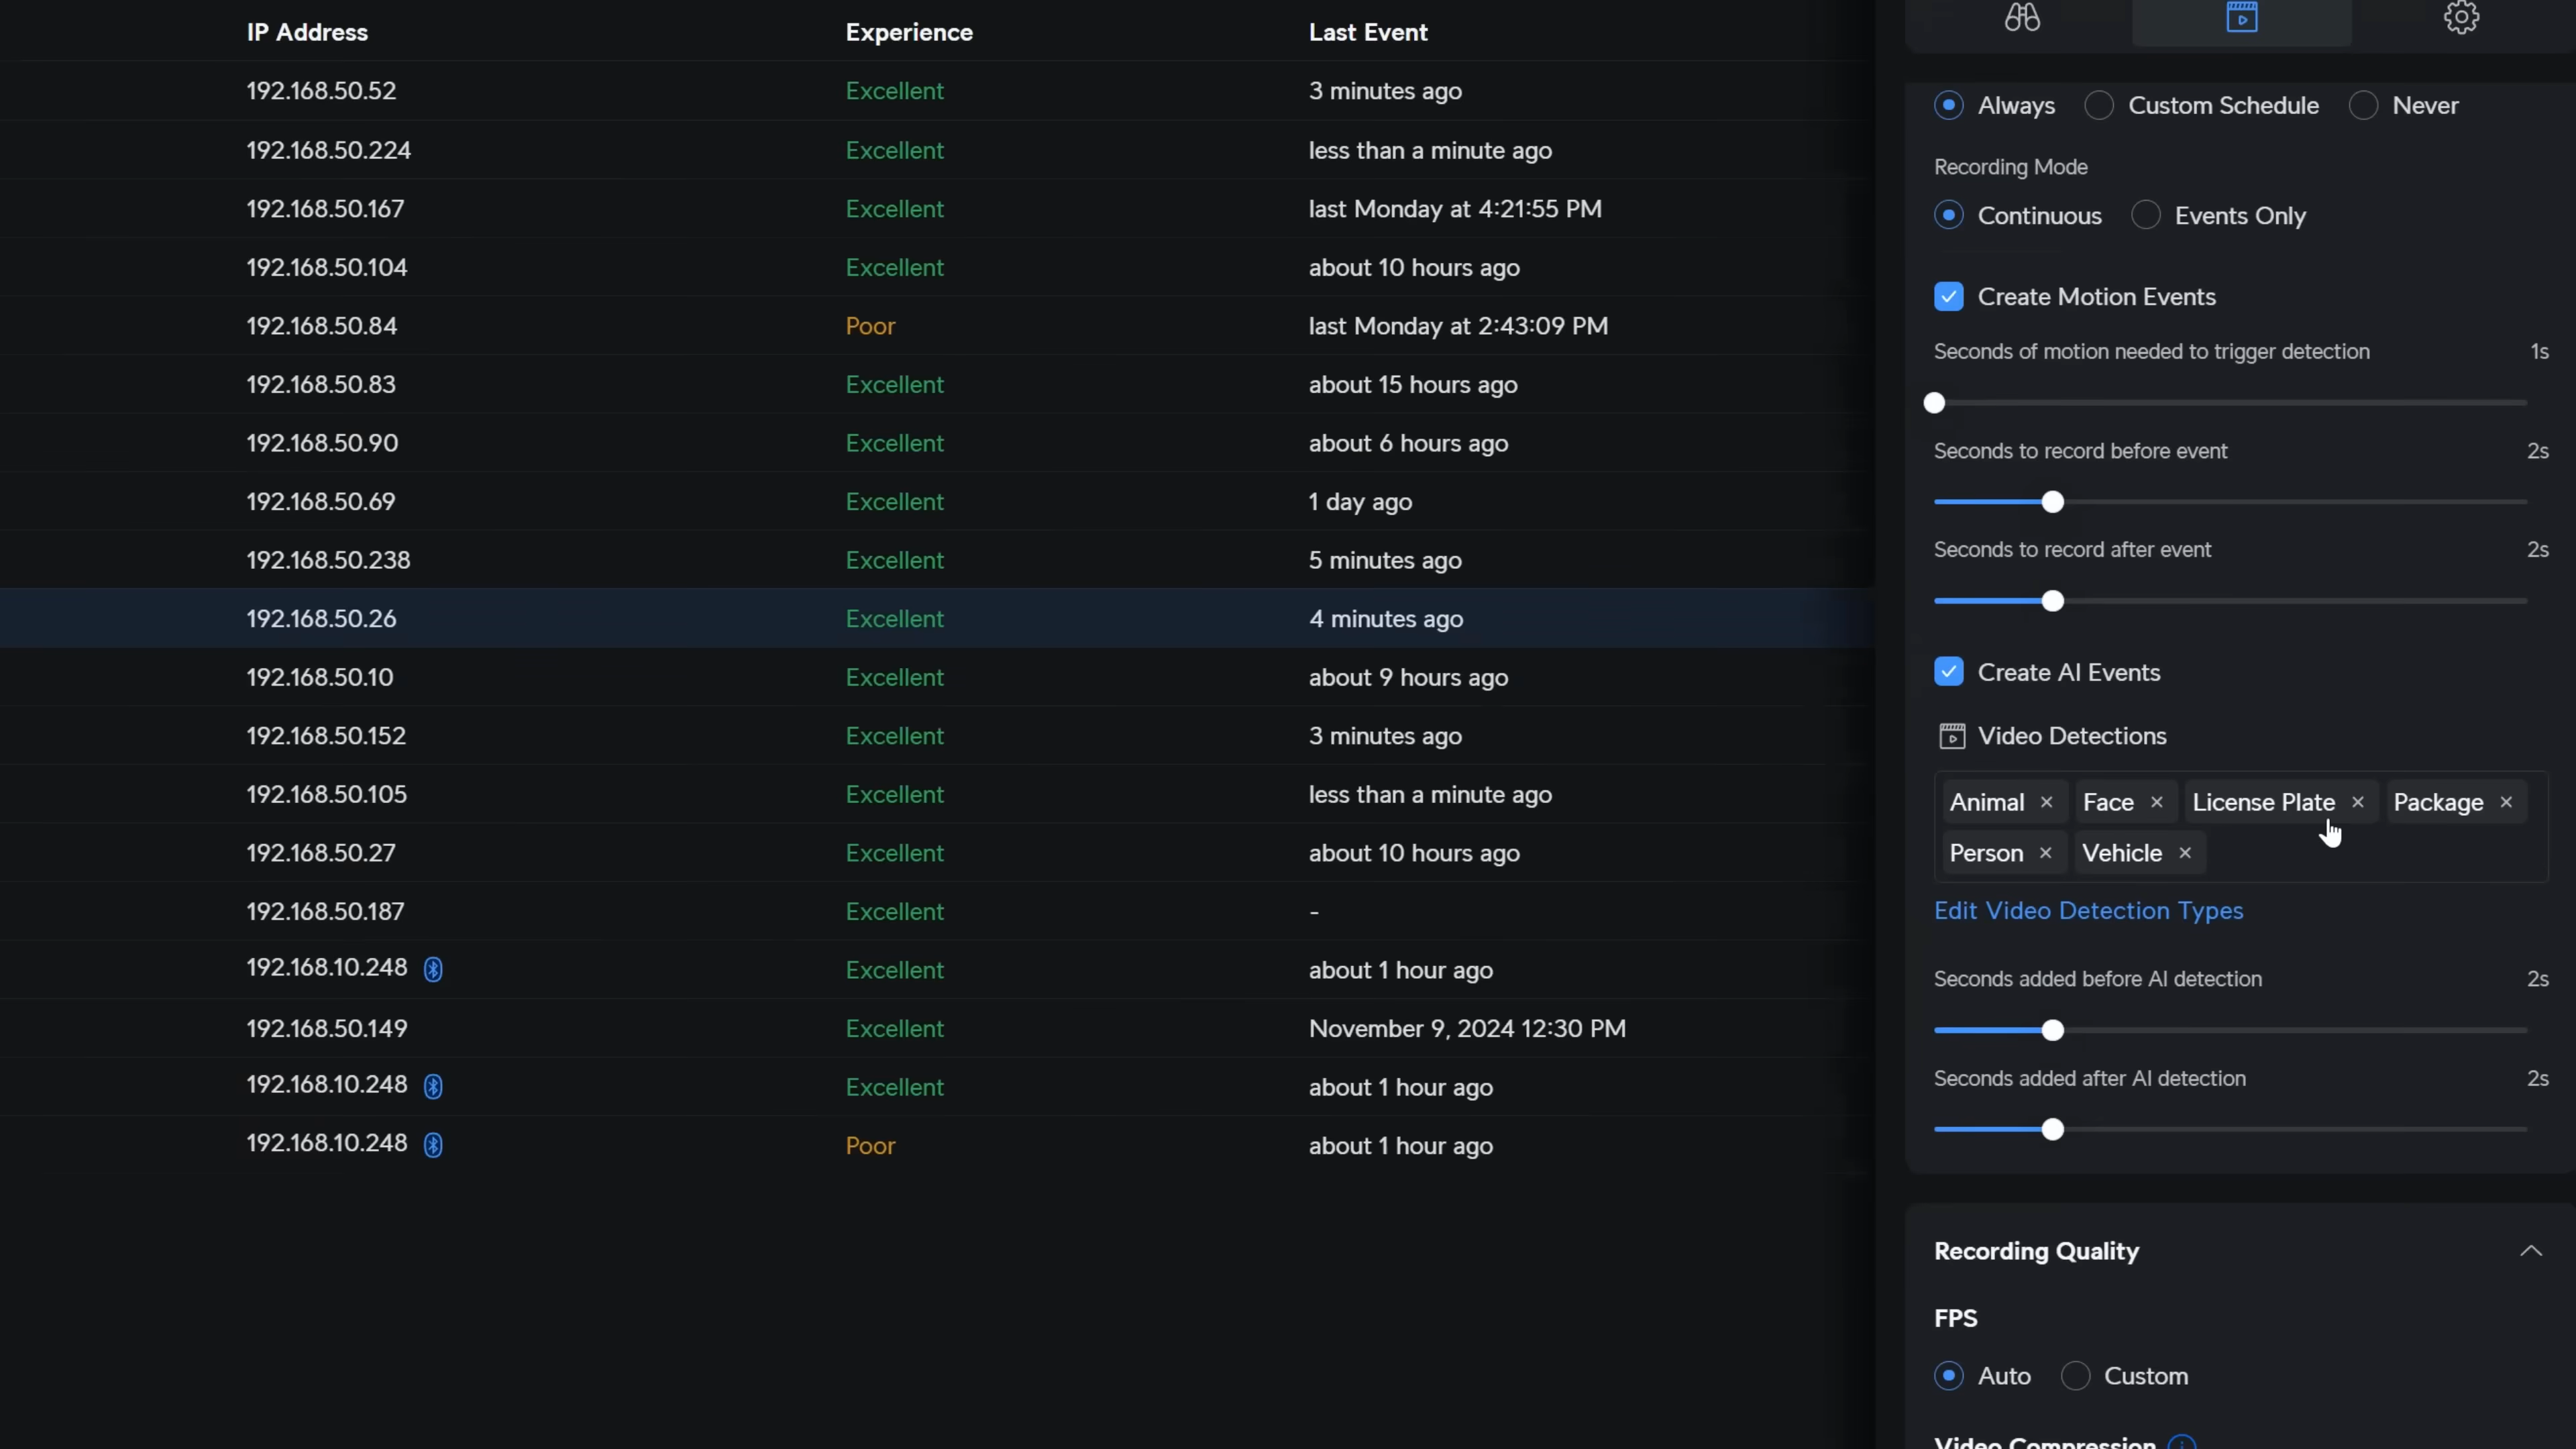 IP Address Experience Last Event
192.168.50.52 Excellent 3 minutes ago
192.168.50.224 Excellent less than a minute ago
192.168.50.167 Excellent last Monday at 4:21:55 PM
192.168.50.104 Excellent about 10 hours ago
192.168.50.84 Poor last Monday at 2:43:09 PM
192.168.50.83 Excellent about 15 hours ago
192.168.50.90 Excellent about 6 hours ago
192.168.50.69 Excellent 1 day ago
192.168.50.238 Excellent 5 minutes ago
192.168.50.26 Excellent 4 minutes ago
192.168.50.10 Excellent about 9 hours ago
192.168.50.152 Excellent 3 minutes ago
192.168.50.105 Excellent less than a minute ago
192.168.50.27 Excellent about 10 hours ago
192.168.50.187 Excellent -
192.168.10.248 Excellent about 1 hour ago
192.168.50.149 Excellent November 9, 2024 12:30 PM
192.168.10.248 Excellent about 1 hour ago
192.168.10.248 Poor about 1 hour ago
Always Custom Schedule Never
Recording Mode
Continuous Events Only
Create Motion Events
Seconds of motion needed to trigger detection 1s
Seconds to record before event 2s
Seconds to record after event 2s
Create AI Events
Video Detections
Animal × Face × License Plate × Package ×
Person × Vehicle ×
Edit Video Detection Types
Seconds added before AI detection 2s
Seconds added after AI detection 2s
Recording Quality
FPS
Auto Custom
Video Compression